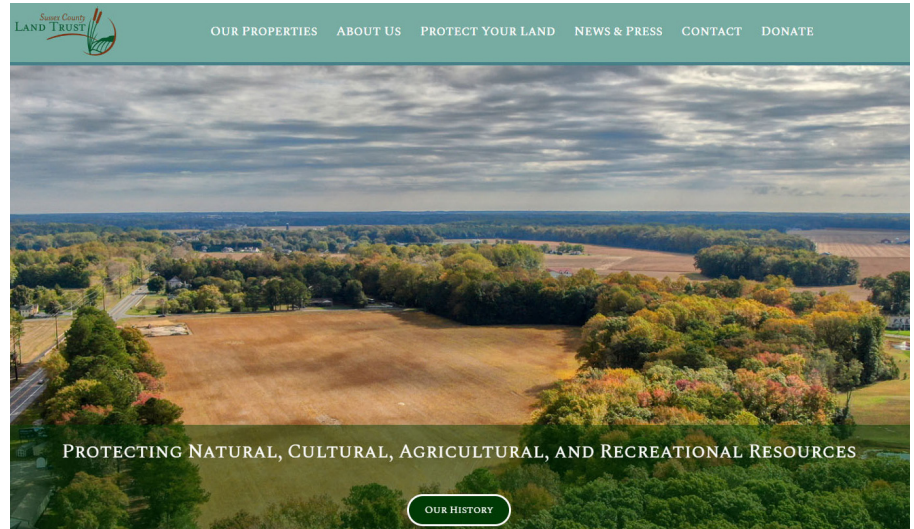 Sussex County
LAND TRUST
OUR PROPERTIES ABOUT US PROTECT YOUR LAND NEWS & PRESS CONTACT DONATE
PROTECTING NATURAL, CULTURAL, AGRICULTURAL, AND RECREATIONAL RESOURCES
OUR HISTORY